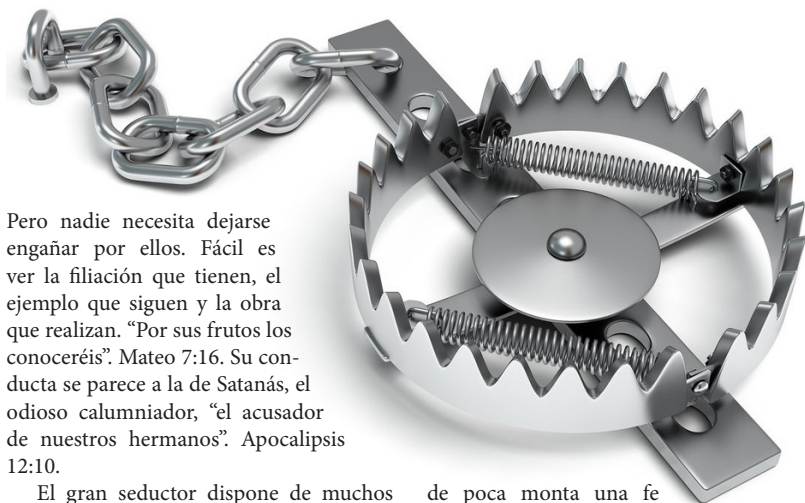 Pero nadie necesita dejarse
engañar por ellos. Fácil es
ver la filiación que tienen, el
ejemplo que siguen y la obra
que realizan. “Por sus frutos los
conoceréis”. Mateo 7:16. Su con-
ducta se parece a la de Satanás, el
odioso calumniador, “el acusador
de nuestros hermanos”. Apocalipsis
12:10.
El gran seductor dispone de muchos
de poca monta una fe